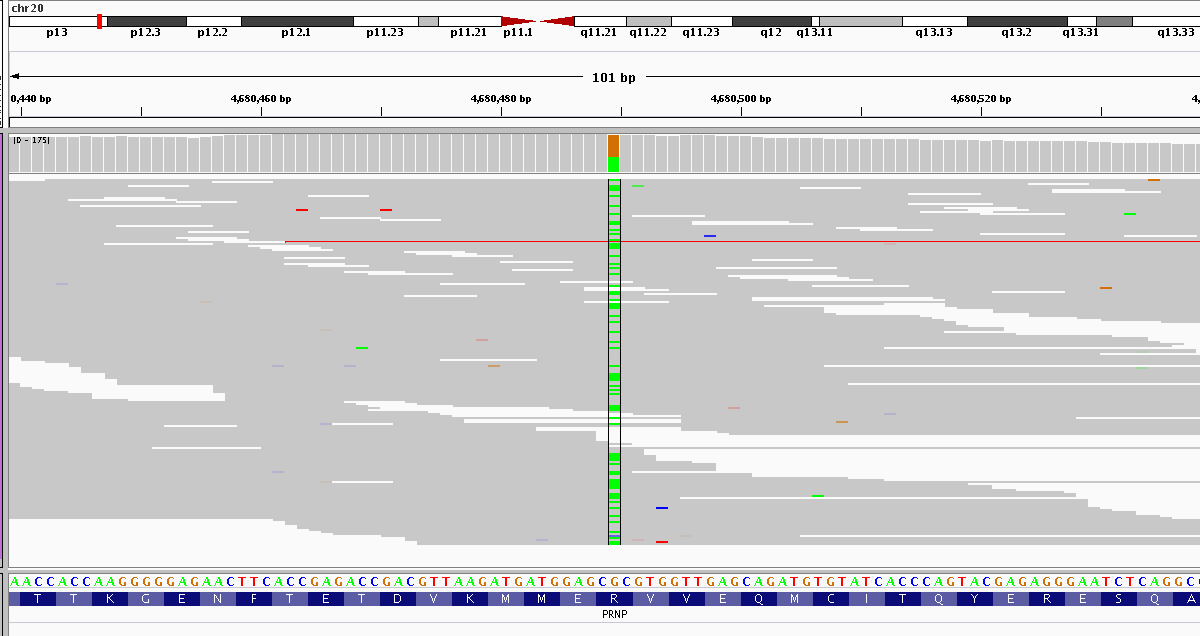 chr20
p13 p12.3 p12.2 p12.1 p11.23 p11.21 p11.1 q11.21 q11.22 q11.23 q12 q13.11 q13.13 q13.2 q13.31 q13.33
101 bp
0,440 bp 4,680,460 bp 4,680,480 bp 4,680,500 bp 4,680,520 bp 4,
[0 - 175]
AACCACCAAGGGGGAGAACTTCACCGAGACCGACGTTAAGATGATGGAGCGCGTGGTTGAGCAGATGTGTATCACCCAGTACGAGAGGGAATCTCAGGC
T T K G E N F T E T D V K M M E R V V E Q M C I T Q Y E R E S Q A
PRNP